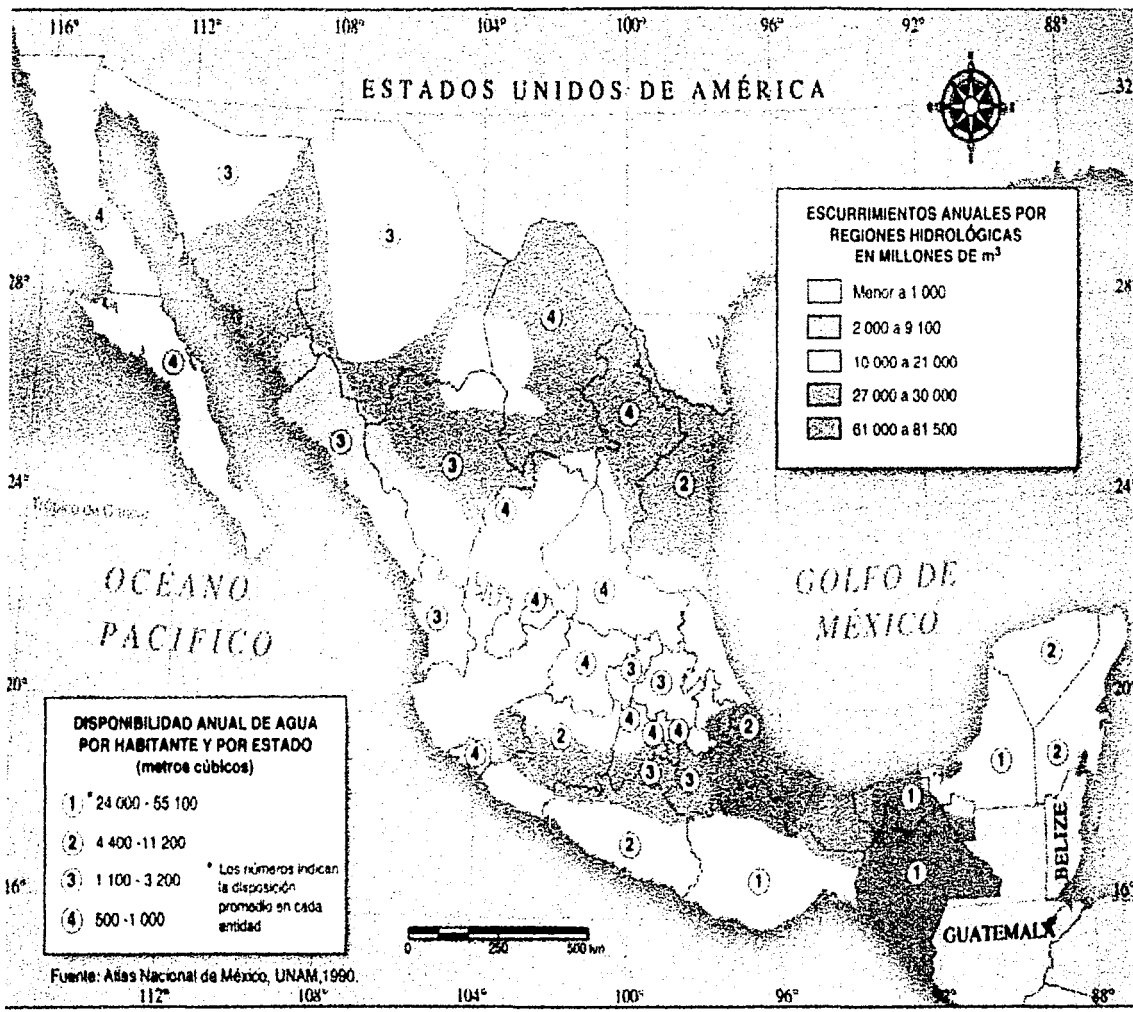 116° 112° 108° 104° 100° 96° 92° 88°
ESTADOS UNIDOS DE AMÉRICA
32°
3
ESCURRIMIENTOS ANUALES POR
REGIONES HIDROLÓGICAS
EN MILLONES DE m³
Menor a 1 000
2 000 a 9 100
10 000 a 21 000
27 000 a 30 000
61 000 a 81 500
4
3
28°
28°
4
4
4
3
3
2
24°
24°
4
Trópico de
OCÉANO
PACIFICO
GOLFO DE
MÉXICO
4
4
3
2
4
3
3
20°
20°
4
2
2
4
4
4
1
2
3
3
1
DISPONIBILIDAD ANUAL DE AGUA
POR HABITANTE Y POR ESTADO
(metros cúbicos)
1 * 24 000 - 55 100
2 4 400 -11 200
3 1 100 - 3 200
4 500 -1 000
* Los números indican
la disposición
promedio en cada
entidad
2
1
1
BELIZE
16°
16°
GUATEMALA
250 500 km
Fuente: Atlas Nacional de México, UNAM,1990.
112° 108° 104° 100° 96° 92° 88°